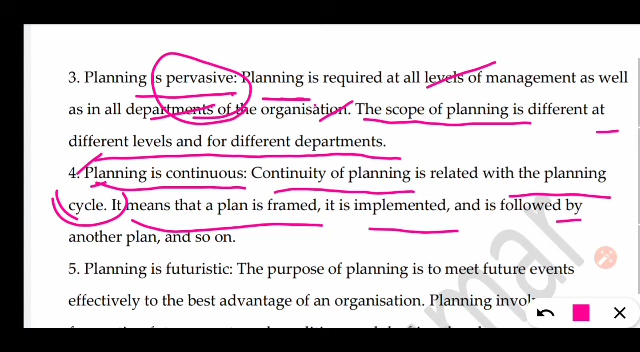 3. Planning is pervasive: Planning is required at all levels of management as well
as in all departments of the organisation. The scope of planning is different at
different levels and for different departments.
4. Planning is continuous: Continuity of planning is related with the planning
cycle. It means that a plan is framed, it is implemented, and is followed by
another plan, and so on.
5. Planning is futuristic: The purpose of planning is to meet future events
effectively to the best advantage of an organisation. Planning